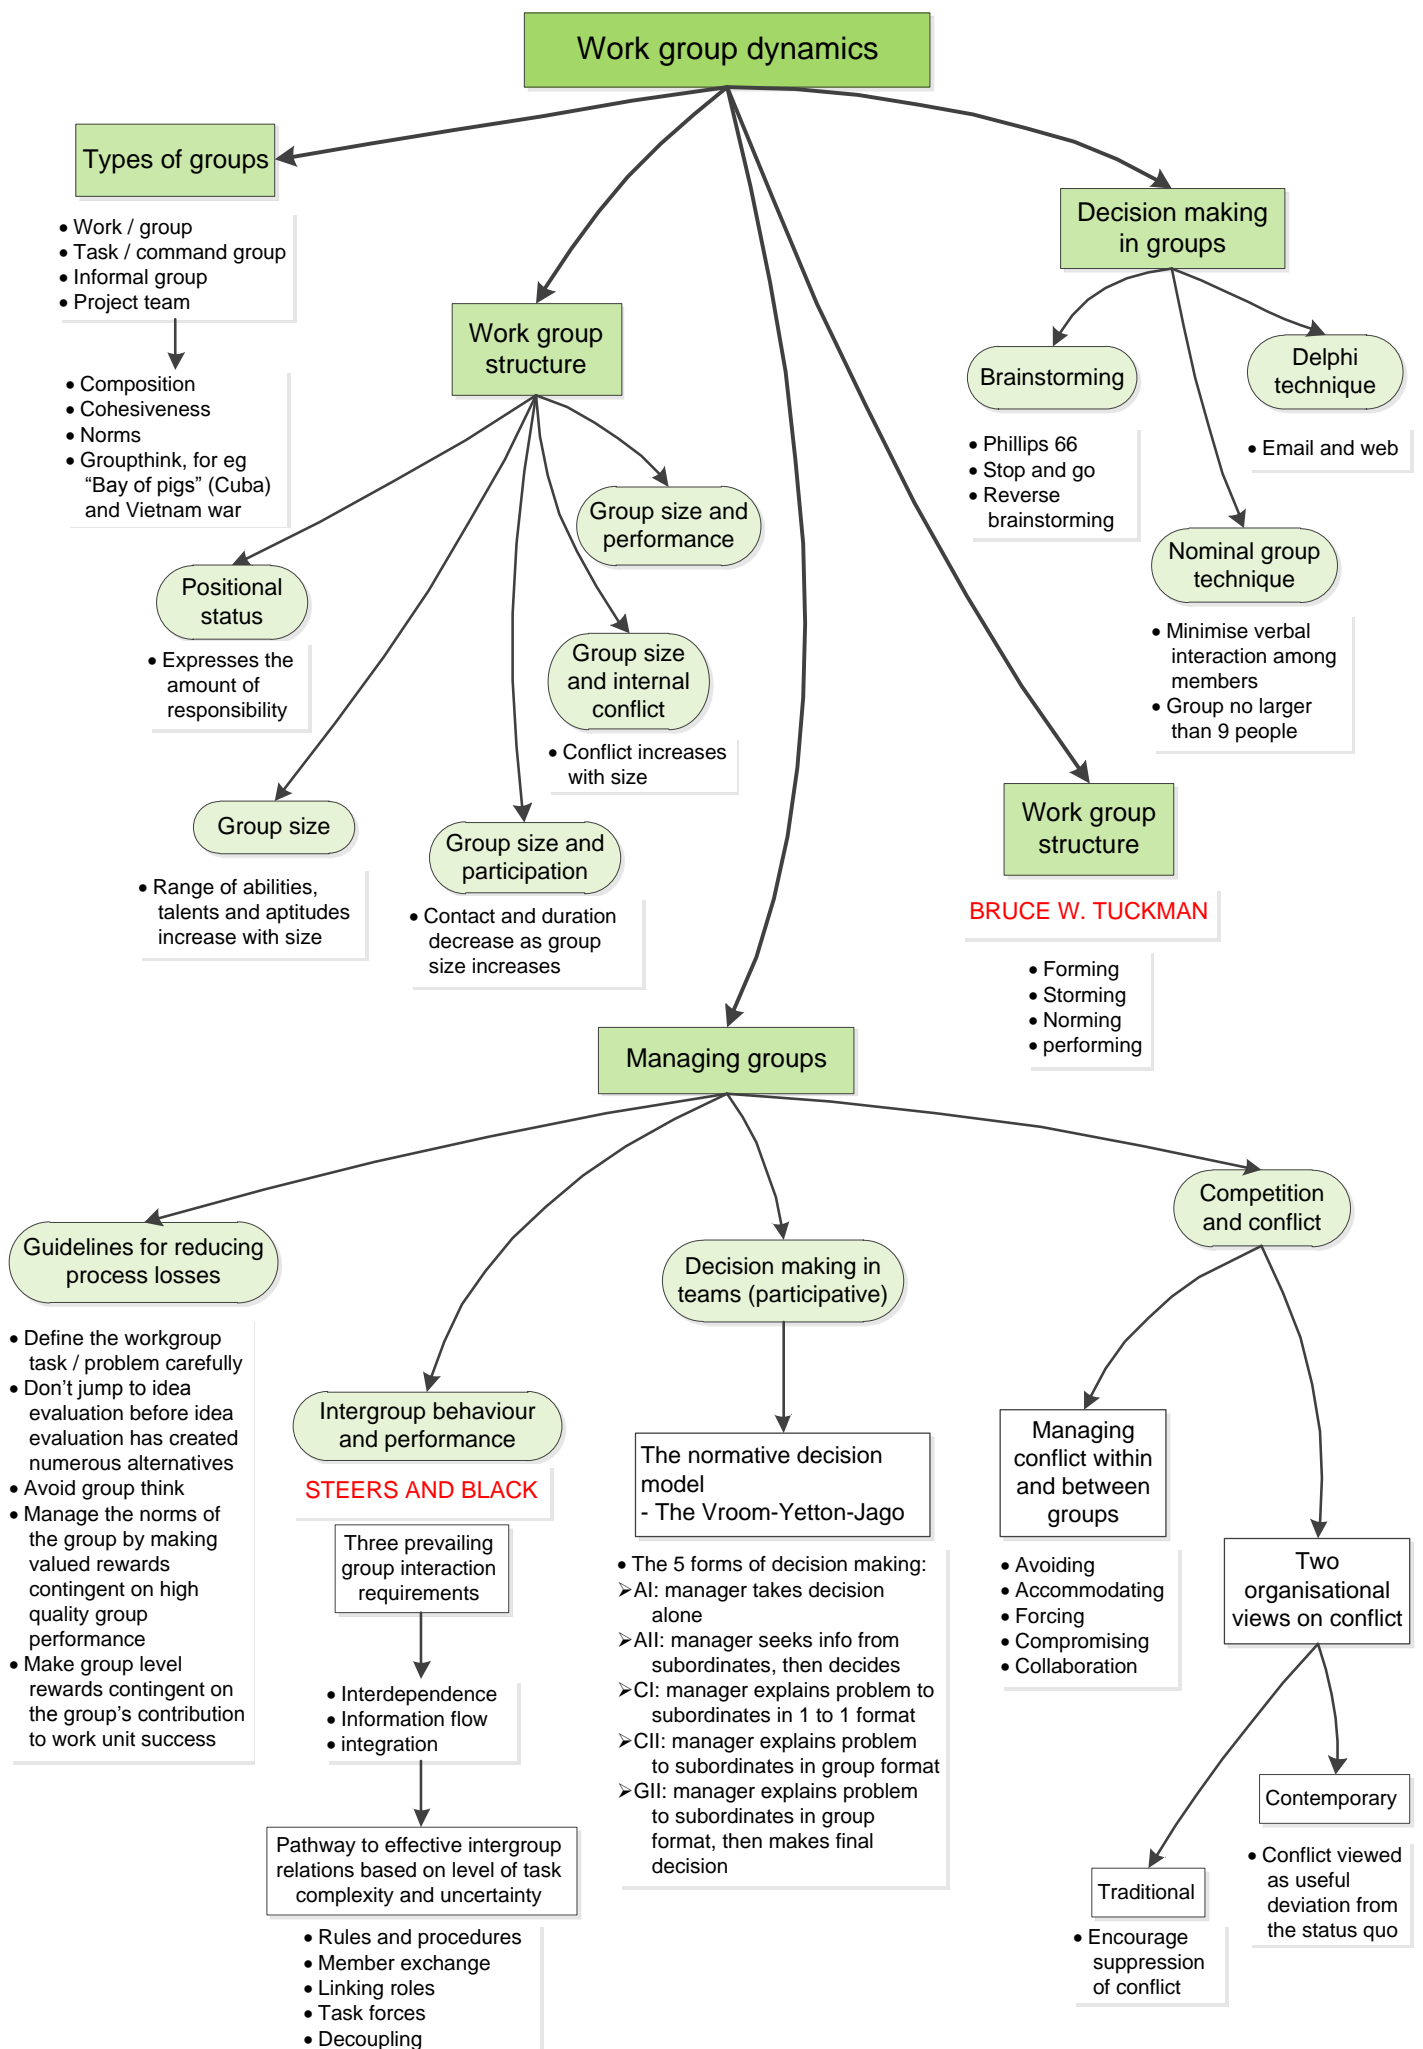 Work group dynamics
Types of groups
• Work / group
• Task / command group
• Informal group
• Project team
• Composition
• Cohesiveness
• Norms
• Groupthink, for eg
“Bay of pigs” (Cuba)
and Vietnam war
Work group
structure
Positional
status
• Expresses the
amount of
responsibility
Group size
• Range of abilities,
talents and aptitudes
increase with size
Group size and
participation
• Contact and duration
decrease as group
size increases
Group size
and internal
conflict
• Conflict increases
with size
Group size and
performance
Decision making
in groups
Brainstorming
• Phillips 66
• Stop and go
• Reverse
brainstorming
Delphi
technique
• Email and web
Nominal group
technique
• Minimise verbal
interaction among
members
• Group no larger
than 9 people
Work group
structure
BRUCE W. TUCKMAN
• Forming
• Storming
• Norming
• performing
Managing groups
Guidelines for reducing
process losses
• Define the workgroup
task / problem carefully
• Don’t jump to idea
evaluation before idea
evaluation has created
numerous alternatives
• Avoid group think
• Manage the norms of
the group by making
valued rewards
contingent on high
quality group
performance
• Make group level
rewards contingent on
the group’s contribution
to work unit success
Intergroup behaviour
and performance
STEERS AND BLACK
Three prevailing
group interaction
requirements
• Interdependence
• Information flow
• integration
Pathway to effective intergroup
relations based on level of task
complexity and uncertainty
• Rules and procedures
• Member exchange
• Linking roles
• Task forces
• Decoupling
Decision making in
teams (participative)
The normative decision
model
- The Vroom-Yetton-Jago
• The 5 forms of decision making:
➢AI: manager takes decision
alone
➢AII: manager seeks info from
subordinates, then decides
➢CI: manager explains problem to
subordinates in 1 to 1 format
➢CII: manager explains problem
to subordinates in group format
➢GII: manager explains problem
to subordinates in group
format, then makes final
decision
Competition
and conflict
Managing
conflict within
and between
groups
• Avoiding
• Accommodating
• Forcing
• Compromising
• Collaboration
Two
organisational
views on conflict
Traditional
• Encourage
suppression
of conflict
Contemporary
• Conflict viewed
as useful
deviation from
the status quo